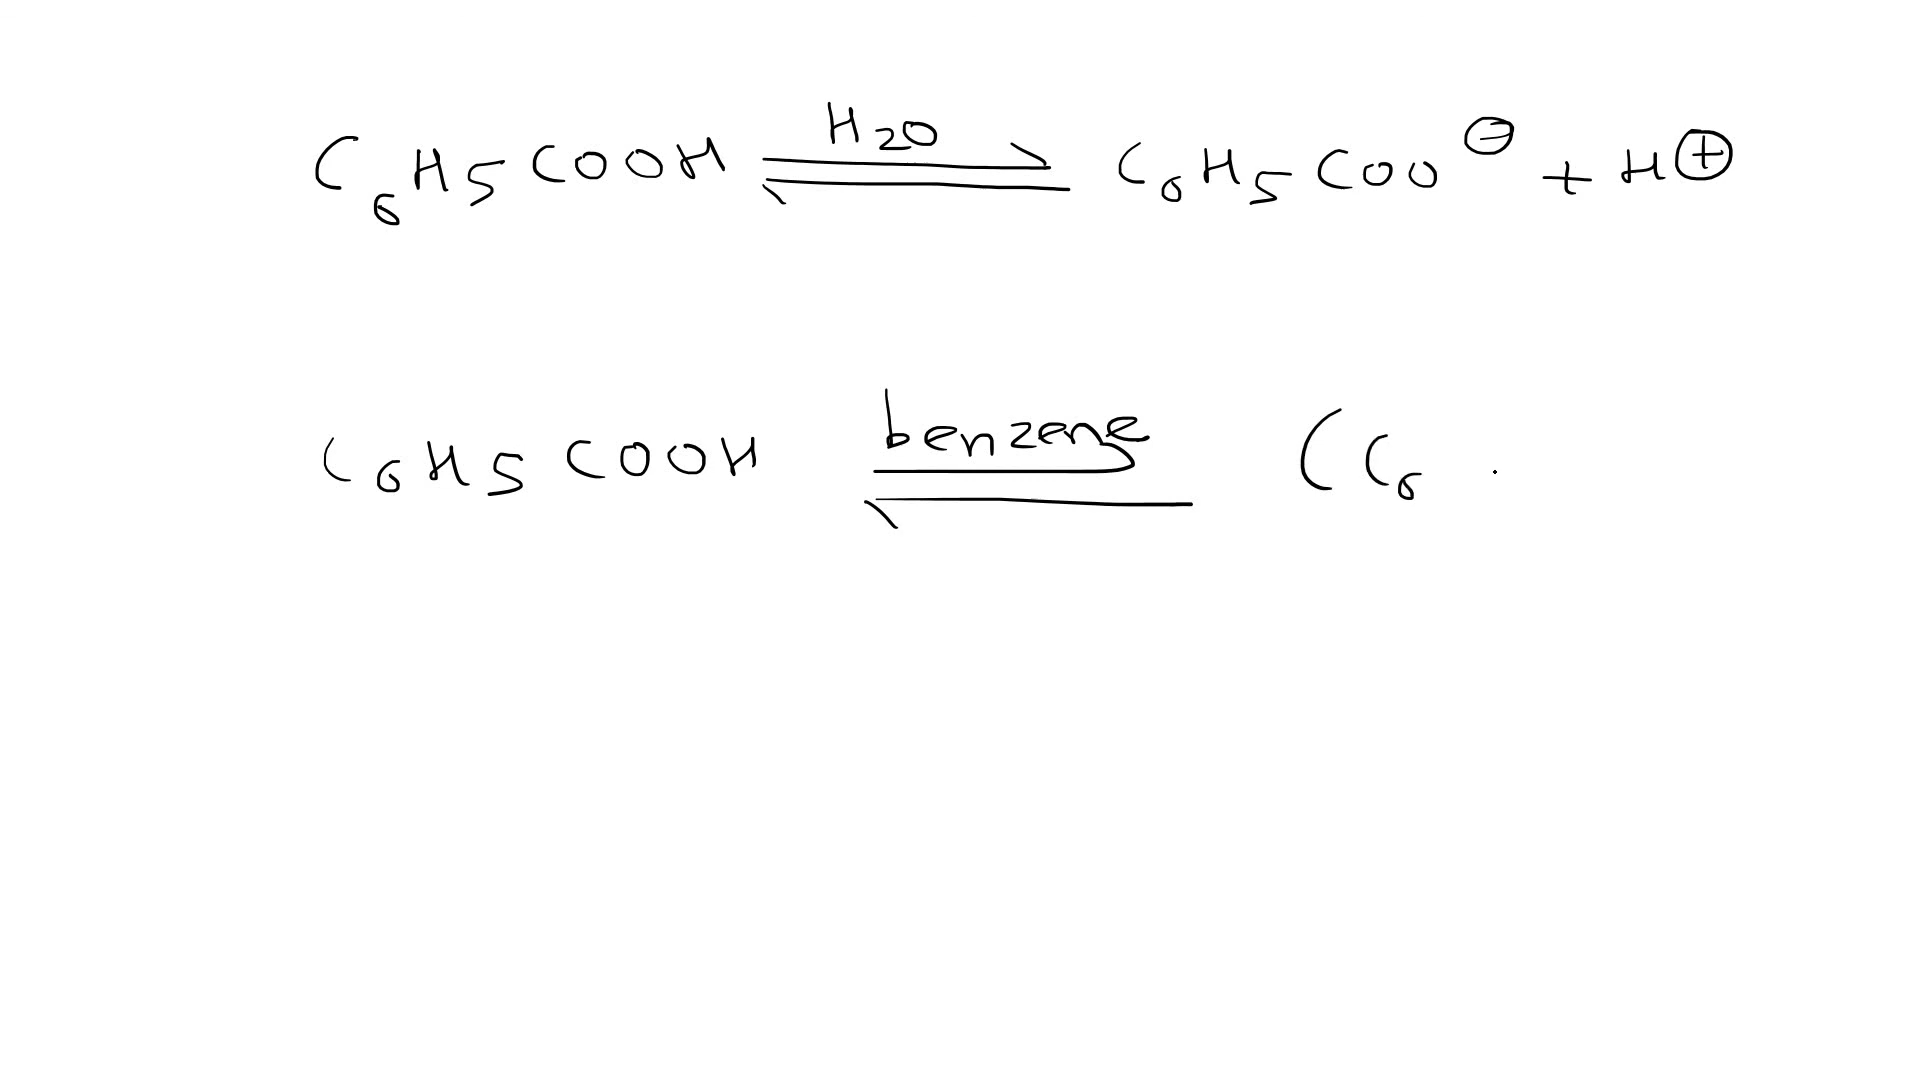 C₆H₅COOH ⇌ H₂O C₆H₅COO⊖ + H⊕
C₆H₅COOH ⇌ benzene (C₆